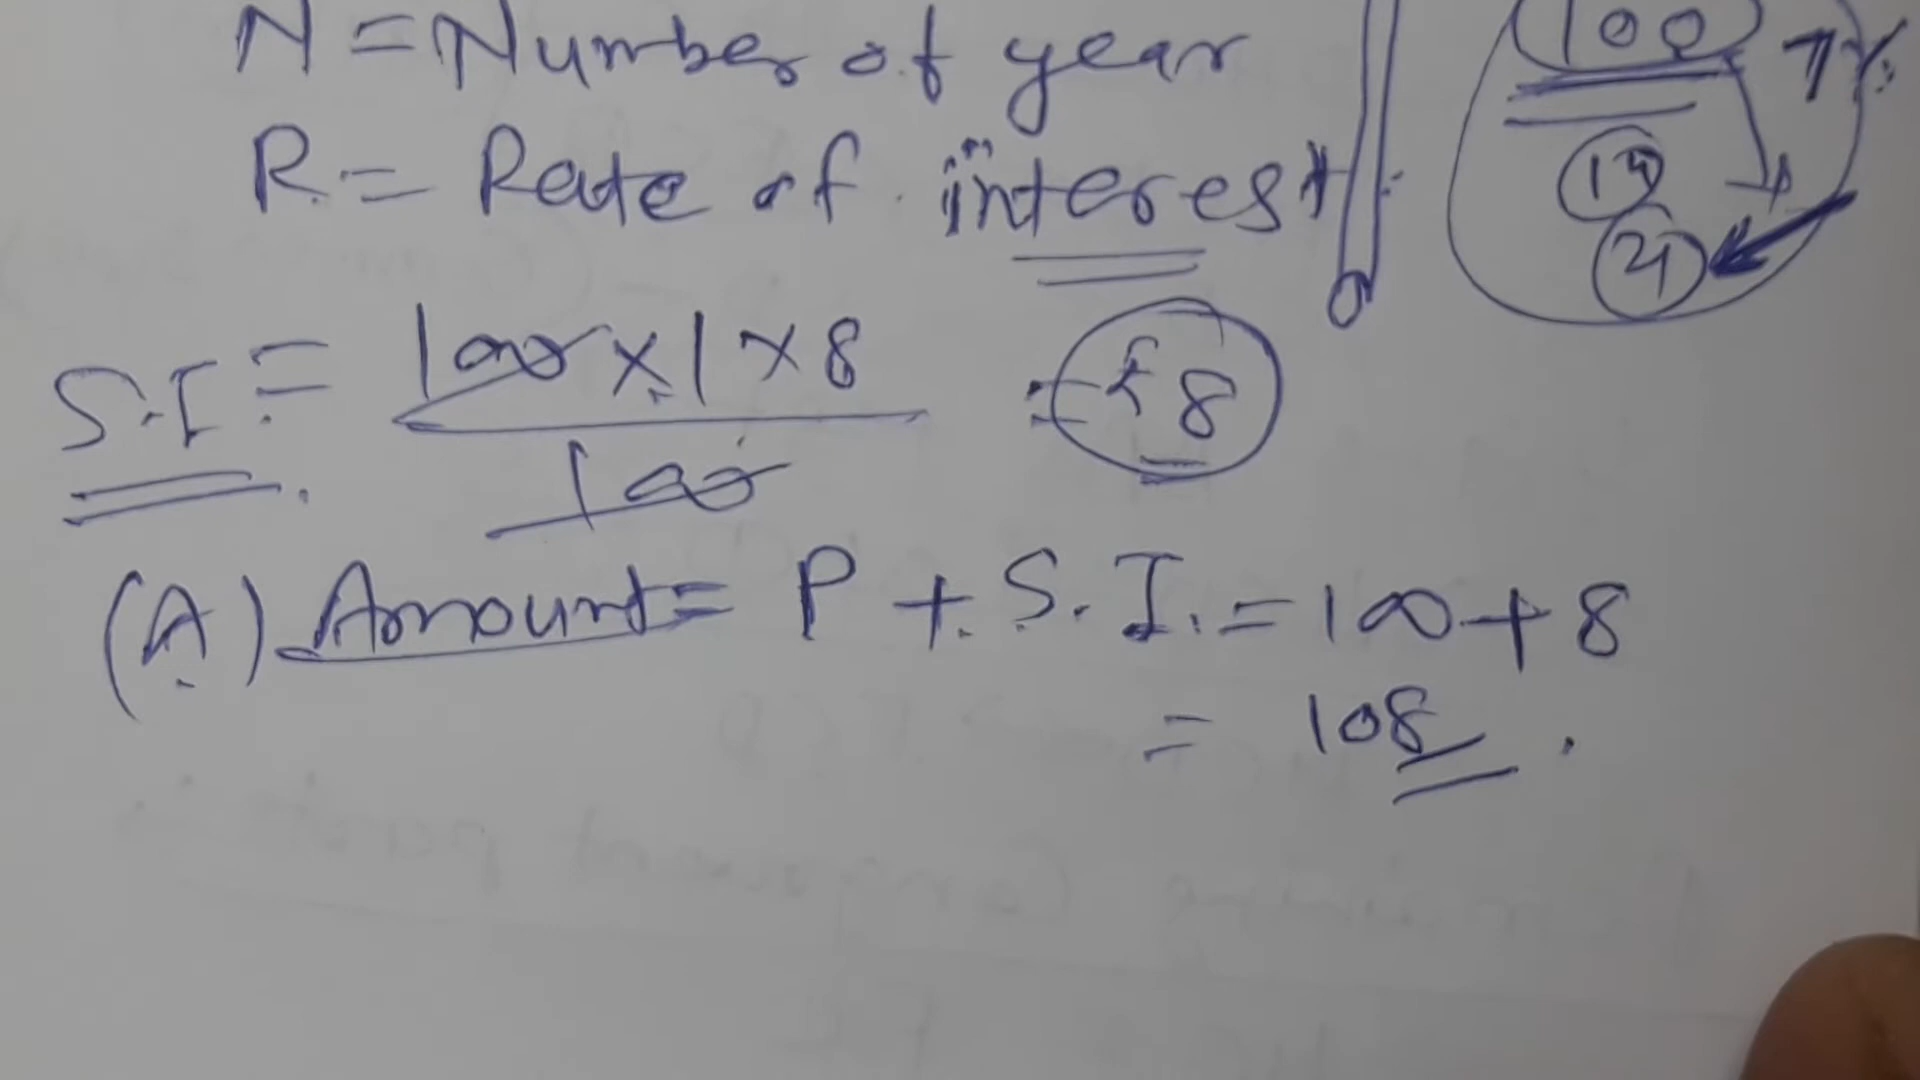 N = Number of year
R = Rate of interest
S.I = 100 × 1 × 8
100
= ₹ 8
(A) Amount = P + S.I. = 100 + 8
= 108
100 7%
14
21